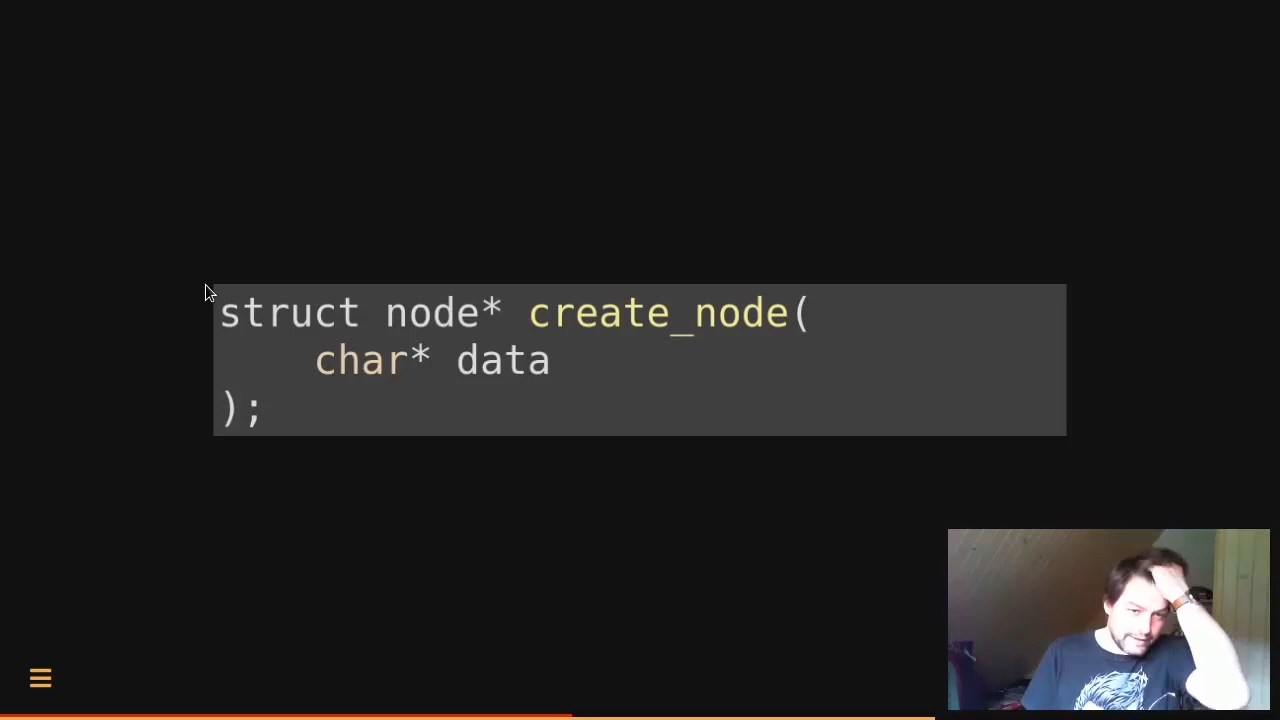 struct node* create_node(
    char* data
);